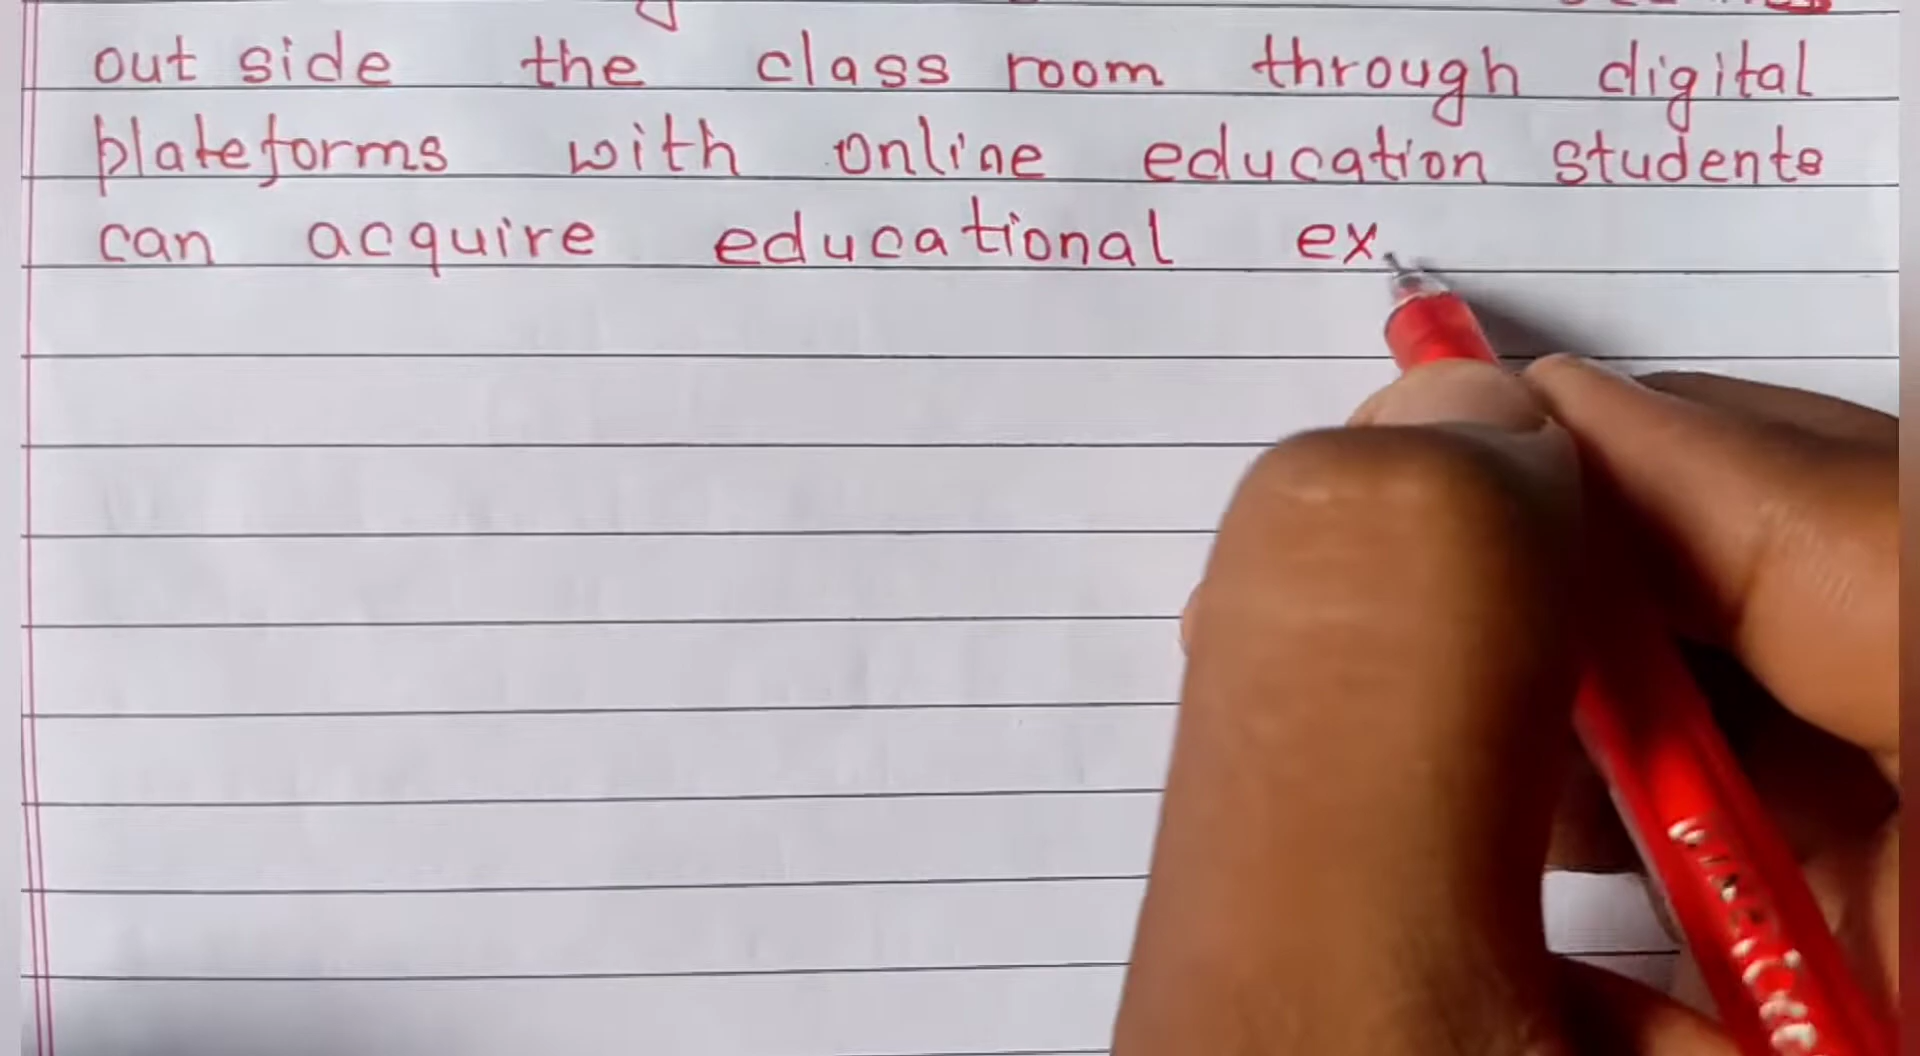 out side the class room through digital
plateforms with online education students
can acquire educational ex